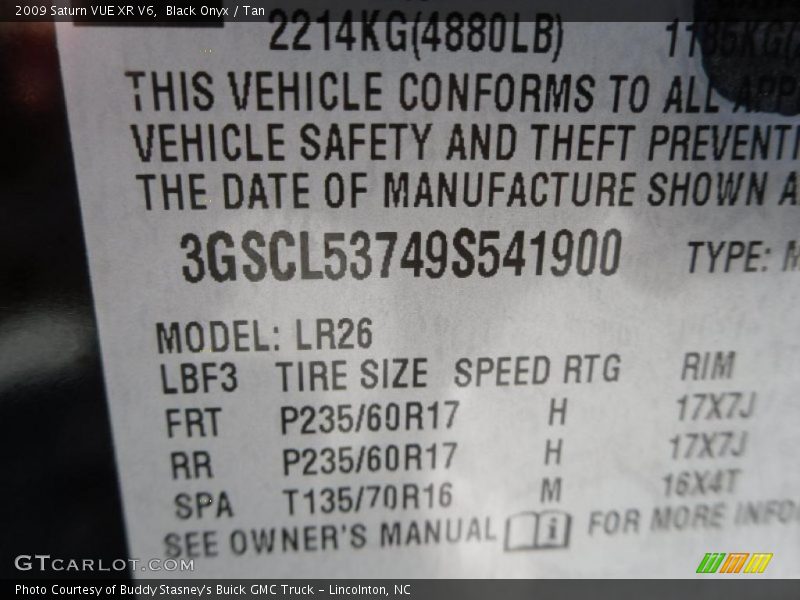 2009 Saturn VUE XR V6,  Black Onyx / Tan
2214KG(4880LB)
THIS VEHICLE CONFORMS TO ALL
VEHICLE SAFETY AND THEFT PREVENTI
THE DATE OF MANUFACTURE SHOWN A
3GSCL53749S541900 TYPE: M
MODEL: LR26
LBF3 TIRE SIZE SPEED RTG RIM
FRT P235/60R17 H 17X7J
RR P235/60R17 H 17X7J
SPA T135/70R16 M 16X4T
SEE OWNER'S MANUAL FOR MORE INFO
GTCARLOT.COM
Photo Courtesy of Buddy Stasney's Buick GMC Truck – Lincolnton, NC